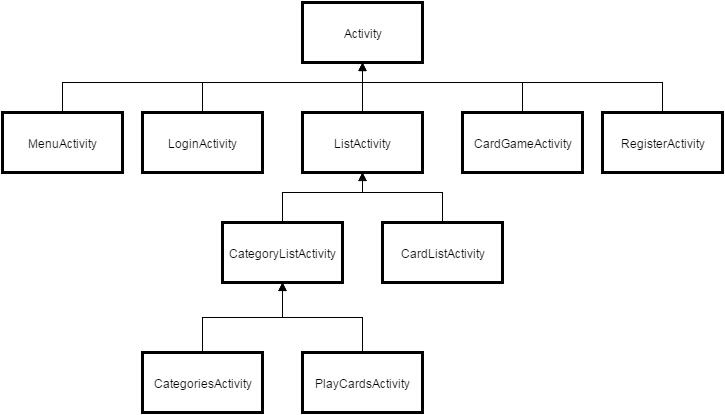 Activity
MenuActivity
LoginActivity
ListActivity
CardGameActivity
RegisterActivity
CategoryListActivity
CardListActivity
CategoriesActivity
PlayCardsActivity